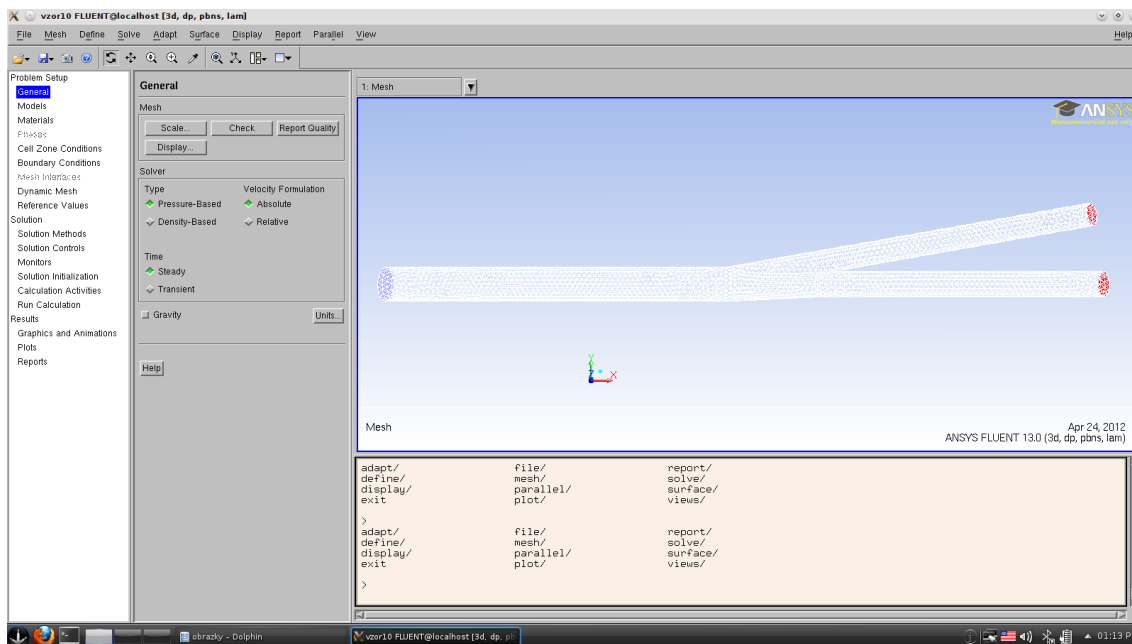 vzor10 FLUENT@localhost [3d, dp, pbns, lam]
File Mesh Define Solve Adapt Surface Display Report Parallel View Help
Problem Setup
General
Models
Materials
Phases
Cell Zone Conditions
Boundary Conditions
Mesh Interfaces
Dynamic Mesh
Reference Values
Solution
Solution Methods
Solution Controls
Monitors
Solution Initialization
Calculation Activities
Run Calculation
Results
Graphics and Animations
Plots
Reports
General
Mesh
Scale... Check Report Quality
Display...
Solver
Type Velocity Formulation
Pressure-Based Absolute
Density-Based Relative
Time
Steady
Transient
Gravity Units...
Help
1: Mesh
ANSYS
Y
Z X
Mesh
Apr 24, 2012
ANSYS FLUENT 13.0 (3d, dp, pbns, lam)
adapt/ file/ report/
define/ mesh/ solve/
display/ parallel/ surface/
exit plot/ views/
>
adapt/ file/ report/
define/ mesh/ solve/
display/ parallel/ surface/
exit plot/ views/
>
obrazky - Dolphin
vzor10 FLUENT@localhost [3d, dp, pb
01:13 P